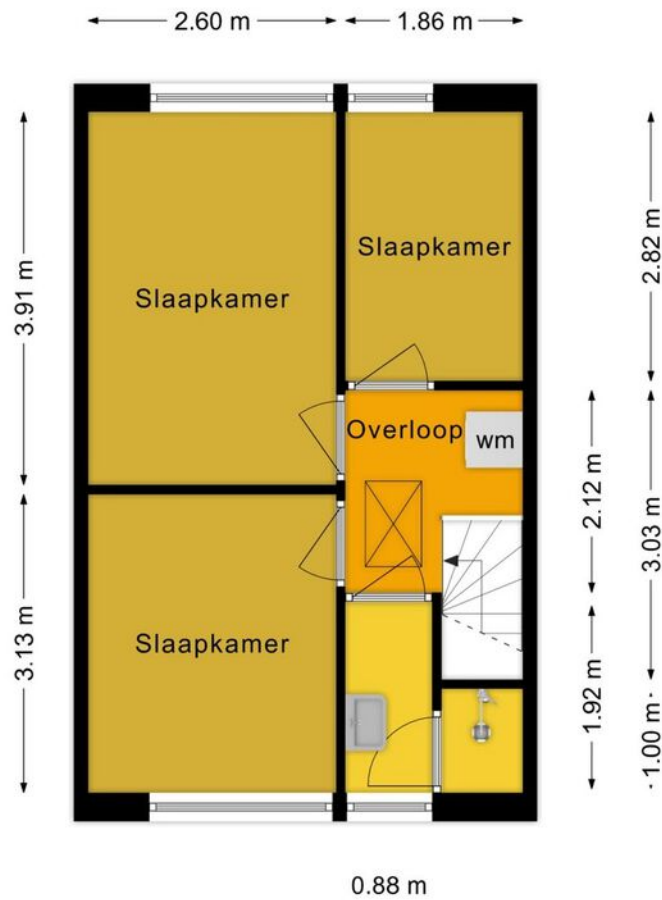 2.60 m
1.86 m
3.91 m
2.82 m
Slaapkamer
Slaapkamer
Overloop
wm
2.12 m
3.03 m
3.13 m
Slaapkamer
1.92 m
1.00 m
0.88 m